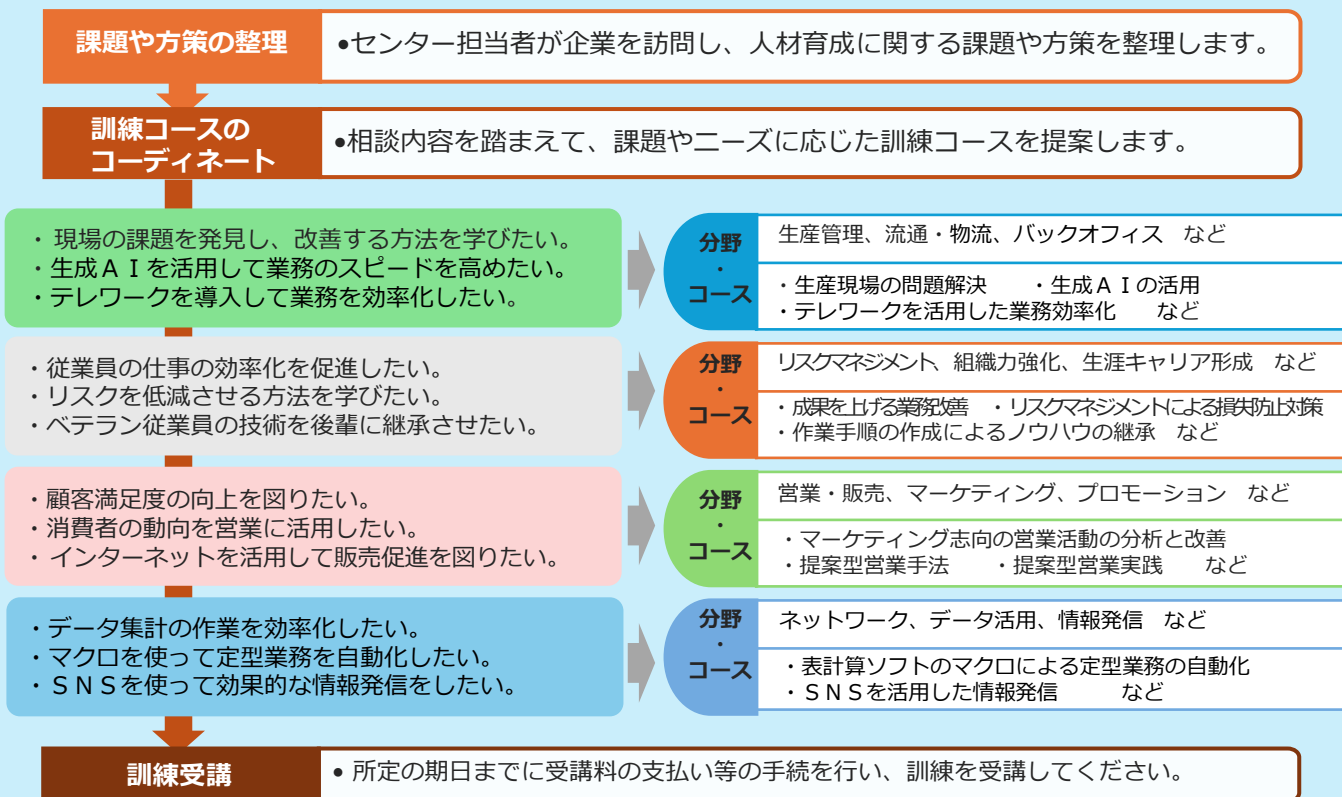 課題や方策の整理
•センター担当者が企業を訪問し、人材育成に関する課題や方策を整理します。
訓練コースの
コーディネート
•相談内容を踏まえて、課題やニーズに応じた訓練コースを提案します。
・ 現場の課題を発見し、改善する方法を学びたい。
・生成ＡＩを活用して業務のスピードを高めたい。
・テレワークを導入して業務を効率化したい。
分野
・
コース
生産管理、流通・物流、バックオフィス　など
・生産現場の問題解決　　・生成ＡＩの活用
・テレワークを活用した業務効率化　　など
・従業員の仕事の効率化を促進したい。
・リスクを低減させる方法を学びたい。
・ベテラン従業員の技術を後輩に継承させたい。
分野
・
コース
リスクマネジメント、組織力強化、生涯キャリア形成　など
・成果を上げる業務改善　・リスクマネジメントによる損失防止対策
・作業手順の作成によるノウハウの継承　など
・顧客満足度の向上を図りたい。
・消費者の動向を営業に活用したい。
・ インターネットを活用して販売促進を図りたい。
分野
・
コース
営業・販売、マーケティング、プロモーション　など
・マーケティング志向の営業活動の分析と改善
・提案型営業手法　　・提案型営業実践　　など
・データ集計の作業を効率化したい。
・マクロを使って定型業務を自動化したい。
・ＳＮＳを使って効果的な情報発信をしたい。
分野
・
コース
ネットワーク、データ活用、情報発信　など
・表計算ソフトのマクロによる定型業務の自動化
・ＳＮＳを活用した情報発信　　　など
訓練受講
• 所定の期日までに受講料の支払い等の手続を行い、訓練を受講してください。